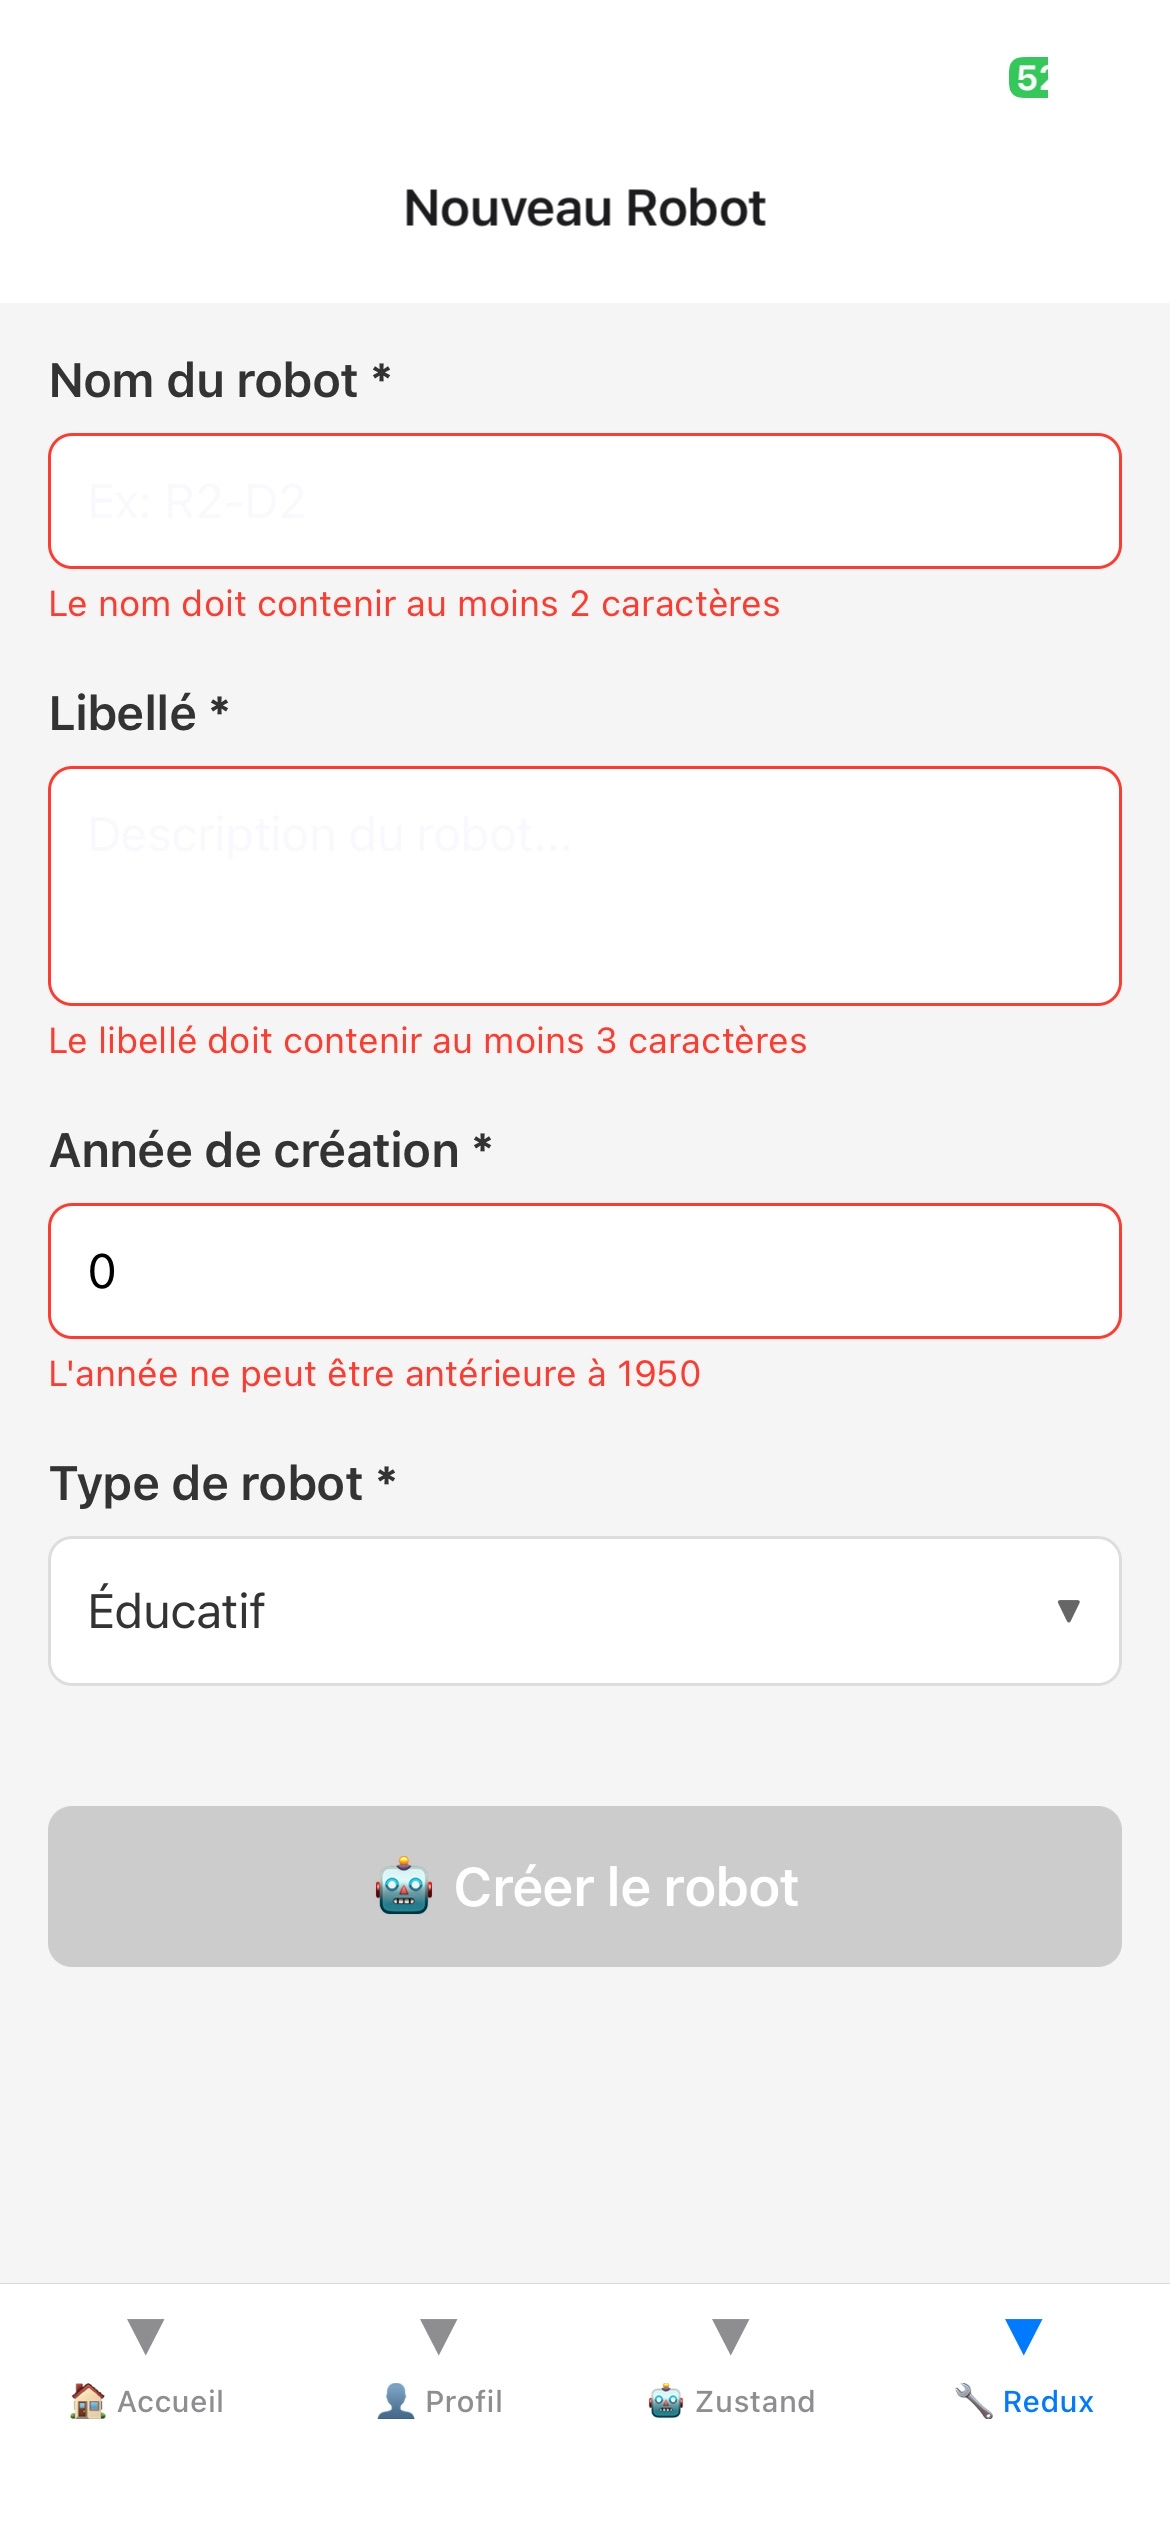 Nouveau Robot
Nom du robot *
Ex: R2-D2
Le nom doit contenir au moins 2 caractères
Libellé *
Description du robot...
Le libellé doit contenir au moins 3 caractères
Année de création *
0
L'année ne peut être antérieure à 1950
Type de robot *
Éducatif
Créer le robot
Accueil
Profil
Zustand
Redux